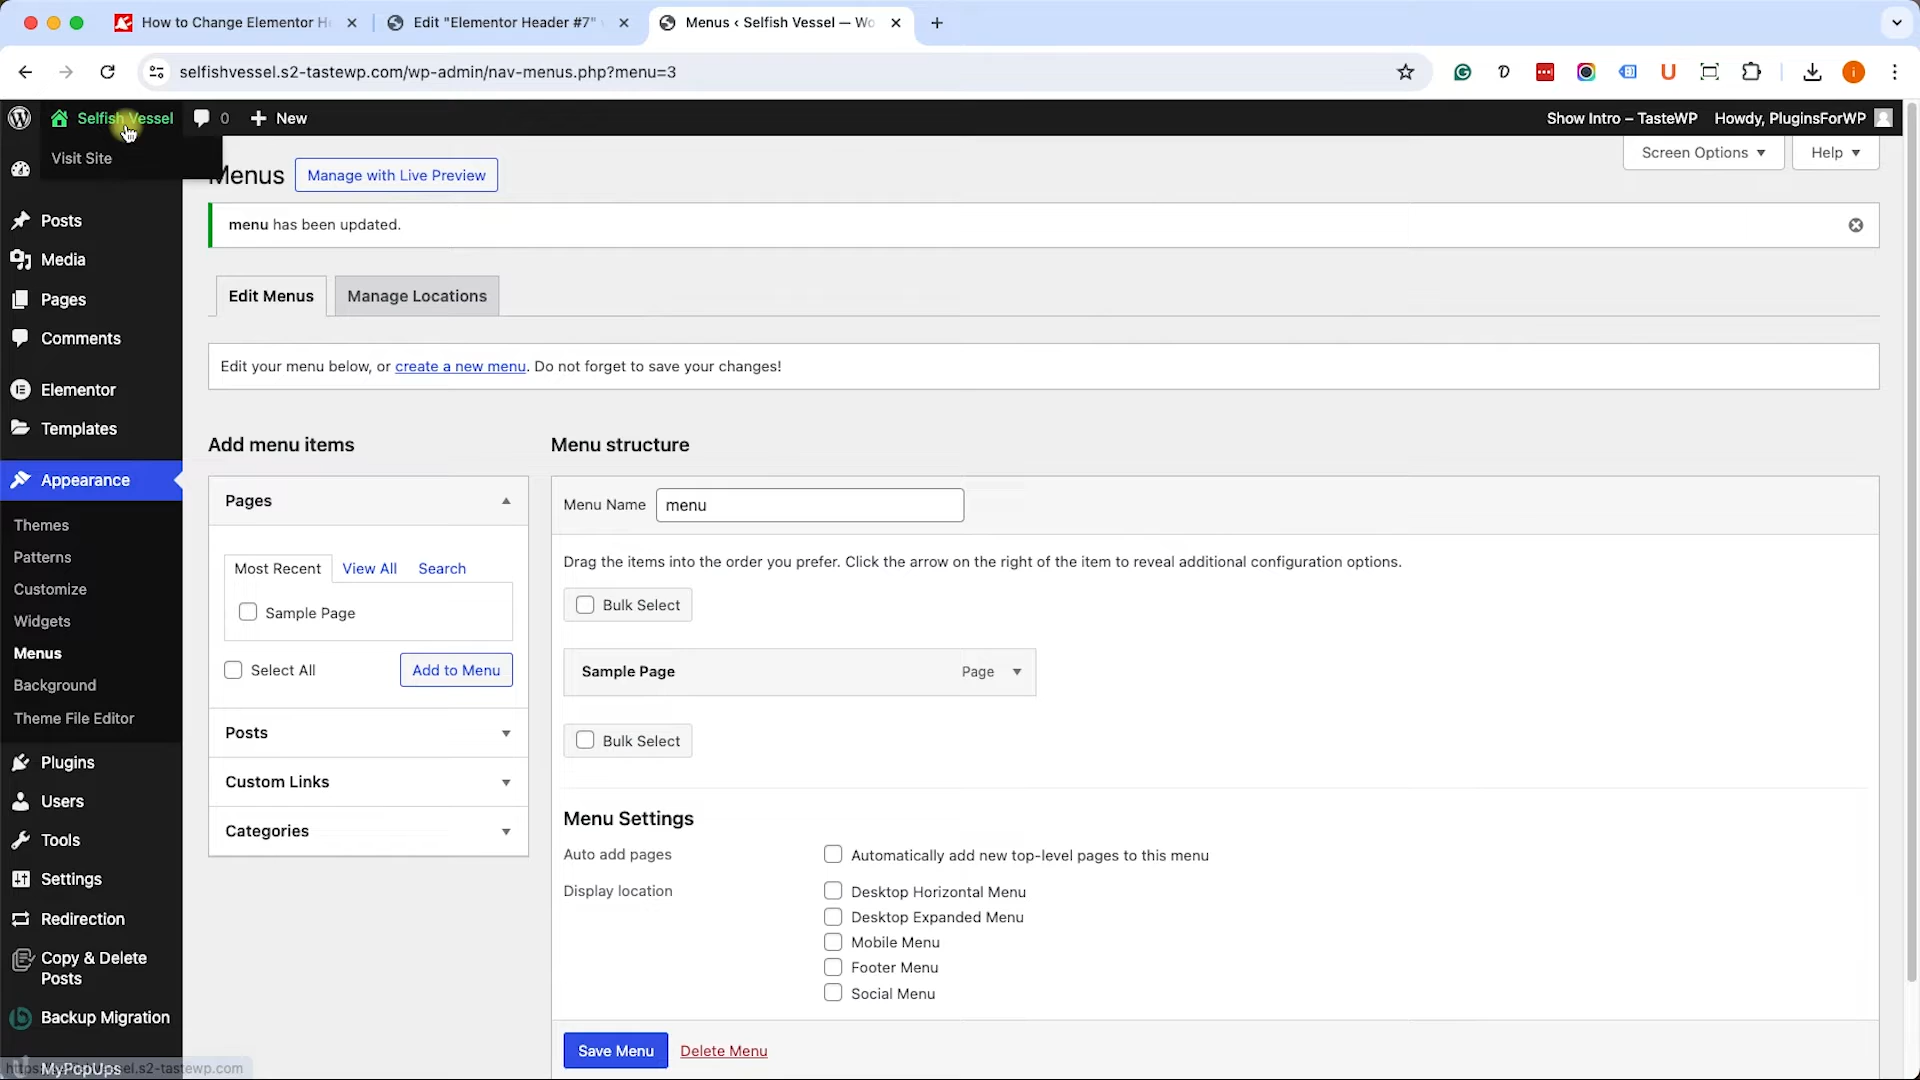 How to Change Elementor H
Edit "Elementor Header #7"
Menus ‹ Selfish Vessel — Wo
selfishvessel.s2-tastewp.com/wp-admin/nav-menus.php?menu=3
Selfish Vessel
0
New
Show Intro – TasteWP
Howdy, PluginsForWP
Visit Site
Menus
Manage with Live Preview
Screen Options
Help
menu has been updated.
Posts
Media
Pages
Comments
Elementor
Templates
Appearance
Themes
Patterns
Customize
Widgets
Menus
Background
Theme File Editor
Plugins
Users
Tools
Settings
Redirection
Copy & Delete
Posts
Backup Migration
MyPopUps
Edit Menus
Manage Locations
Edit your menu below, or create a new menu. Do not forget to save your changes!
Add menu items
Pages
Most Recent
View All
Search
Sample Page
Select All
Add to Menu
Posts
Custom Links
Categories
Menu structure
Menu Name
menu
Drag the items into the order you prefer. Click the arrow on the right of the item to reveal additional configuration options.
Bulk Select
Sample Page
Page
Bulk Select
Menu Settings
Auto add pages
Automatically add new top-level pages to this menu
Display location
Desktop Horizontal Menu
Desktop Expanded Menu
Mobile Menu
Footer Menu
Social Menu
Save Menu
Delete Menu